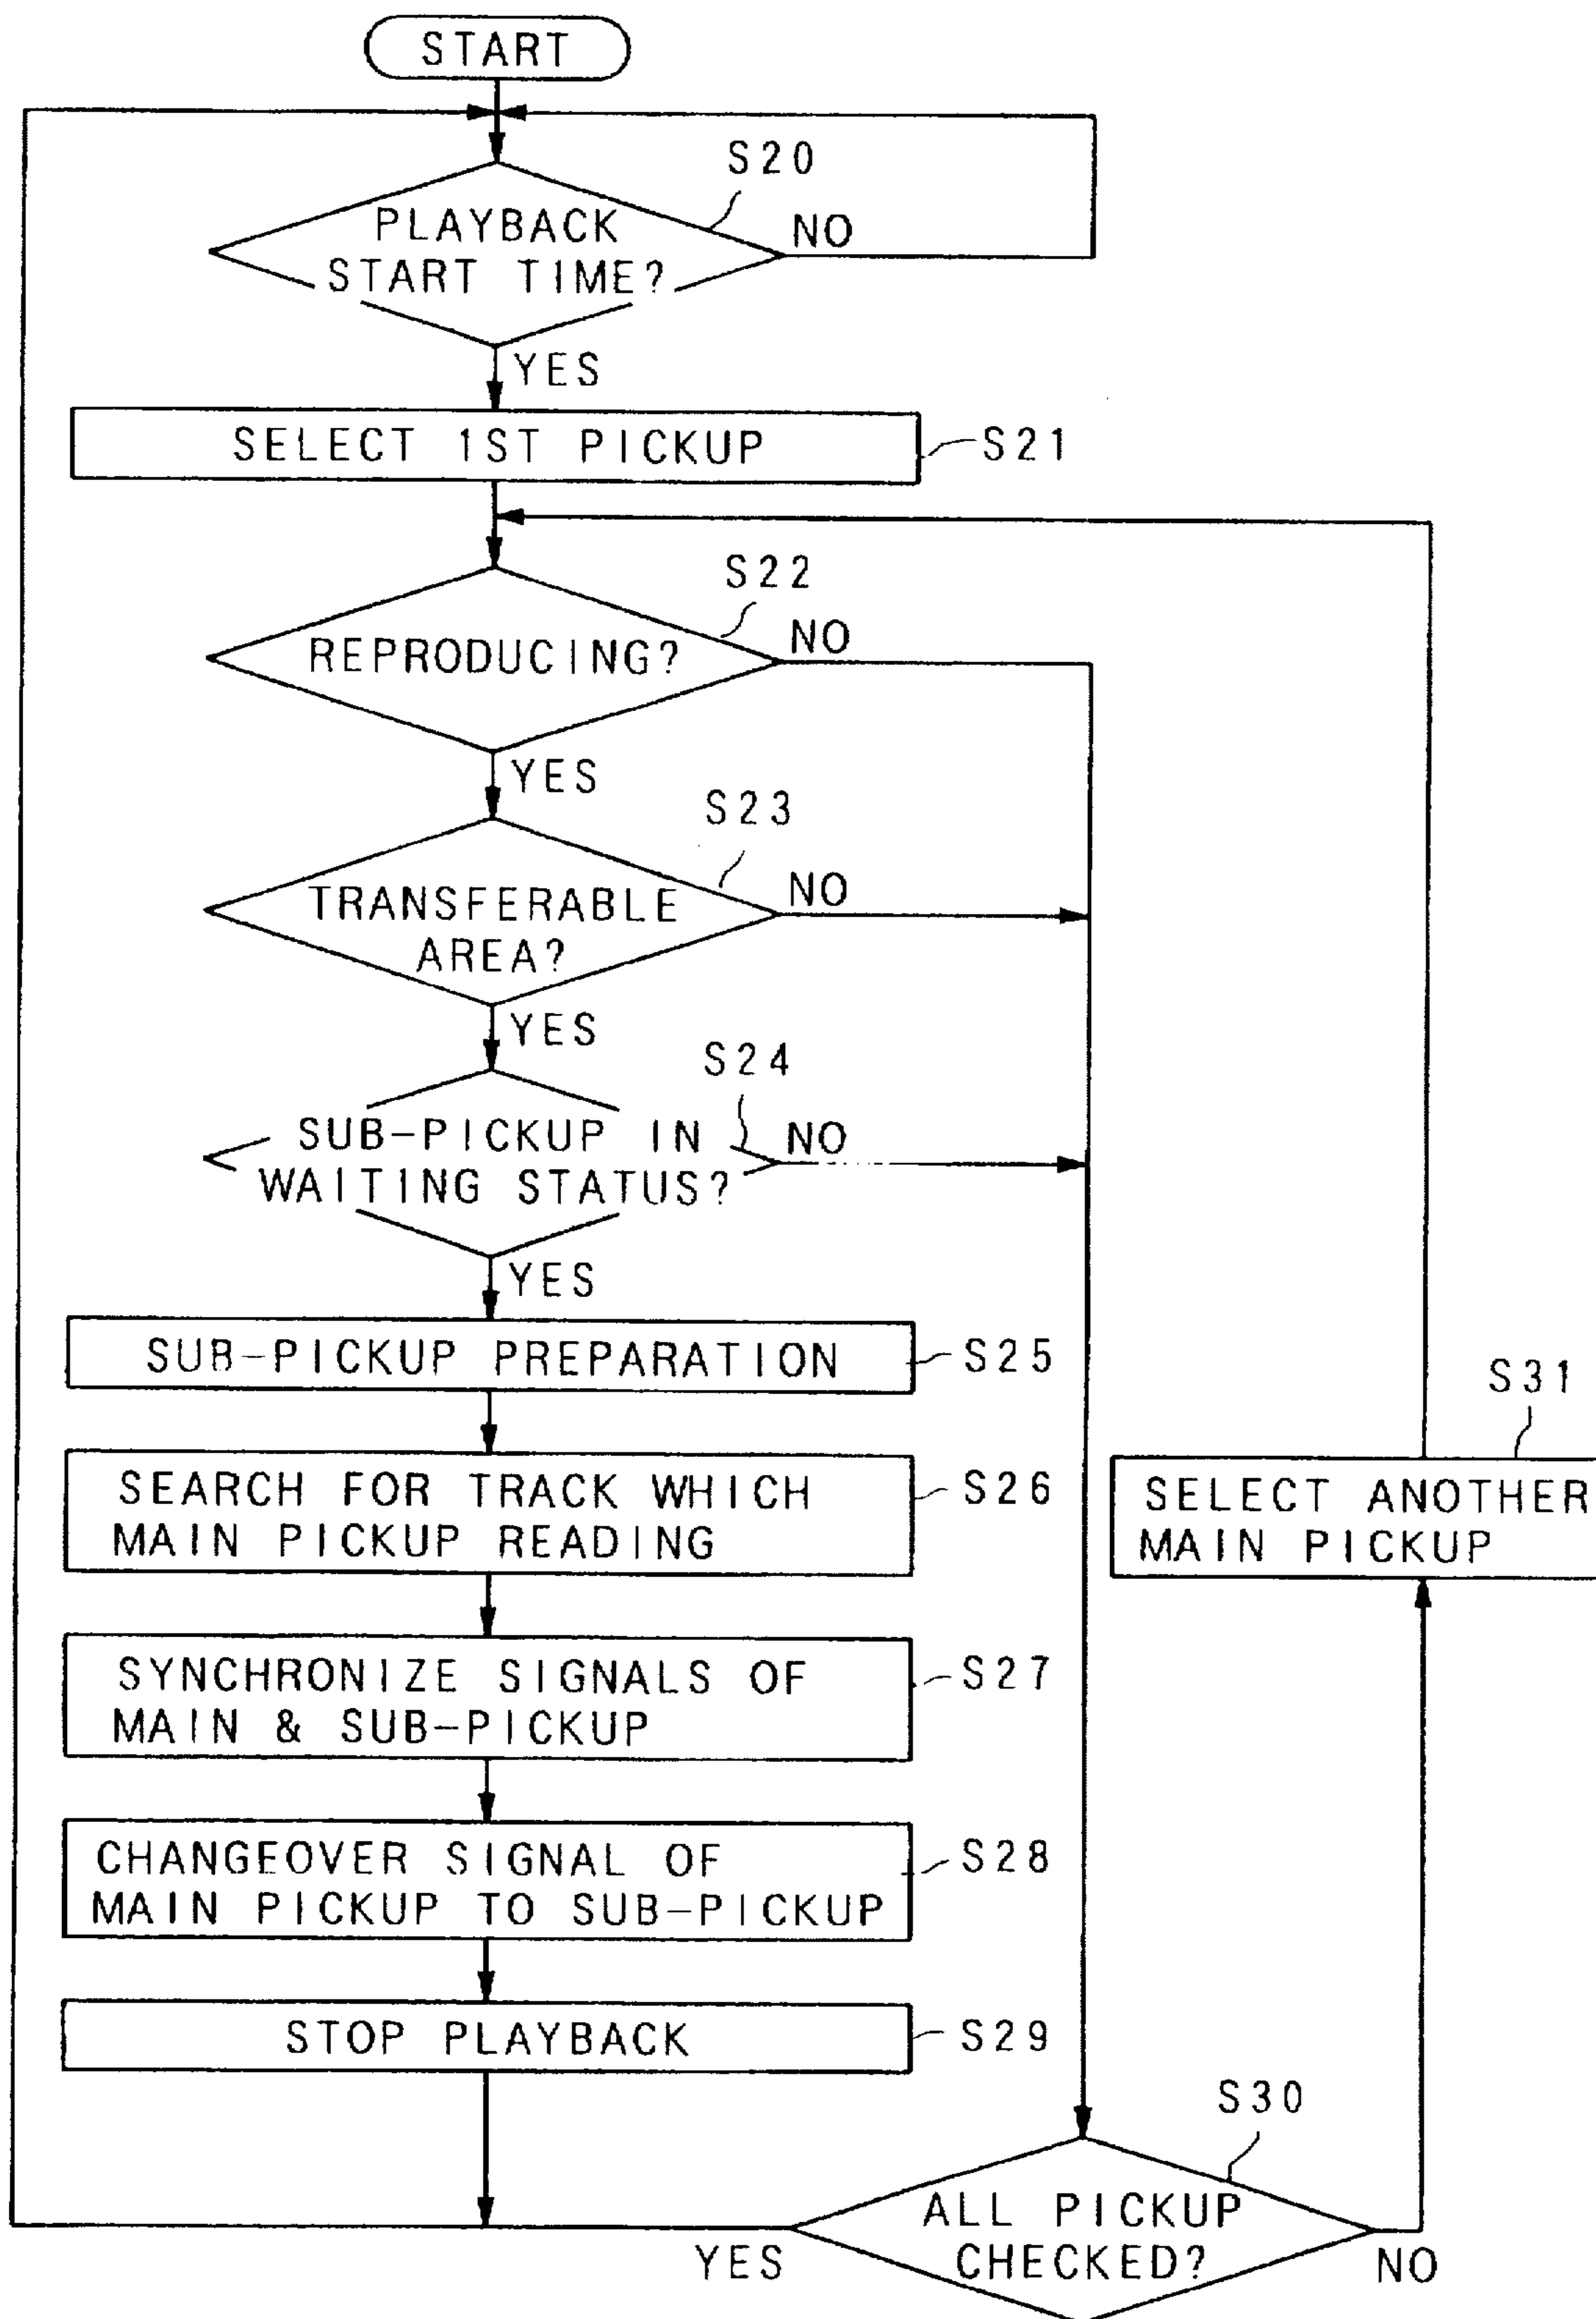 START
S20
PLAYBACK
START TIME?
NO
YES
SELECT 1ST PICKUP
S21
S22
REPRODUCING?
NO
YES
S23
TRANSFERABLE
AREA?
NO
YES
S24
SUB-PICKUP IN
WAITING STATUS?
NO
YES
SUB-PICKUP PREPARATION
S25
SEARCH FOR TRACK WHICH
MAIN PICKUP READING
S26
S31
SELECT ANOTHER
MAIN PICKUP
SYNCHRONIZE SIGNALS OF
MAIN & SUB-PICKUP
S27
CHANGEOVER SIGNAL OF
MAIN PICKUP TO SUB-PICKUP
S28
STOP PLAYBACK
S29
S30
ALL PICKUP
CHECKED?
YES
NO